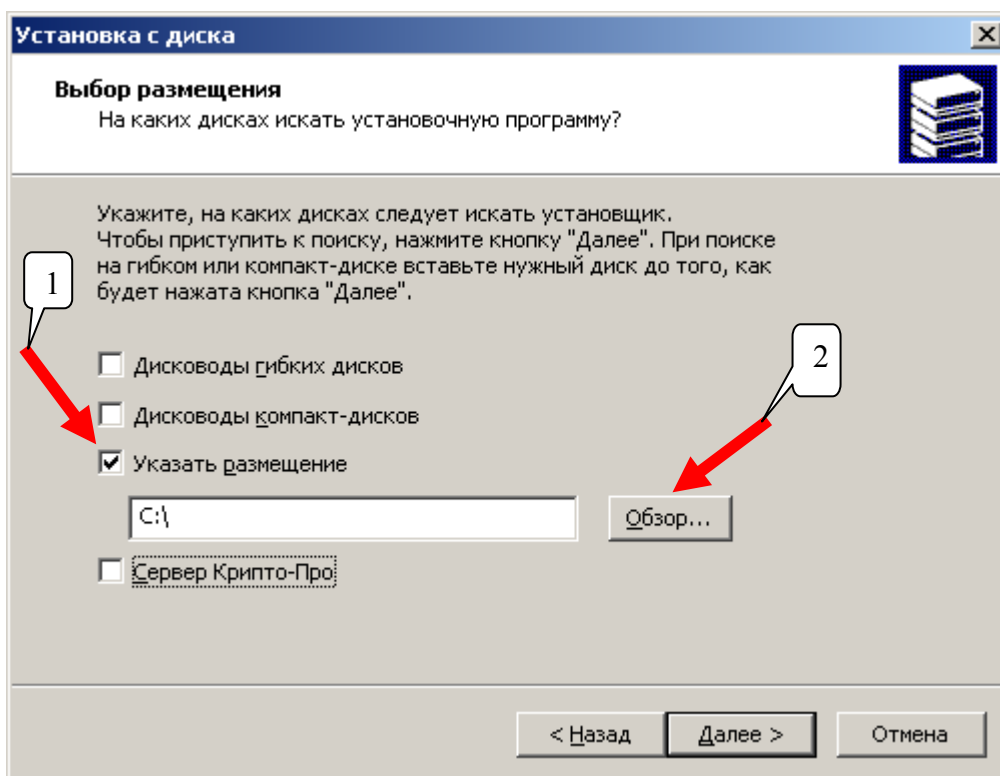 Установка с диска
Выбор размещения
На каких дисках искать установочную программу?
Укажите, на каких дисках следует искать установщик.
Чтобы приступить к поиску, нажмите кнопку "Далее". При поиске
на гибком или компакт-диске вставьте нужный диск до того, как
будет нажата кнопка "Далее".
1
2
Дисководы гибких дисков
Дисководы компакт-дисков
Указать размещение
C:\
Обзор...
Сервер Крипто-Про
< Назад
Далее >
Отмена